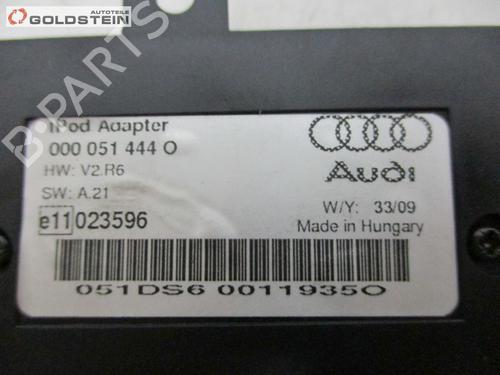 Autoteile
GOLDSTEIN
B-PARTS
iPod Adapter
000 051 444 O
HW: V2.R6
SW: A.21
e11 023596
Audi
W/Y: 33/09
Made in Hungary
051DS6 0011935O